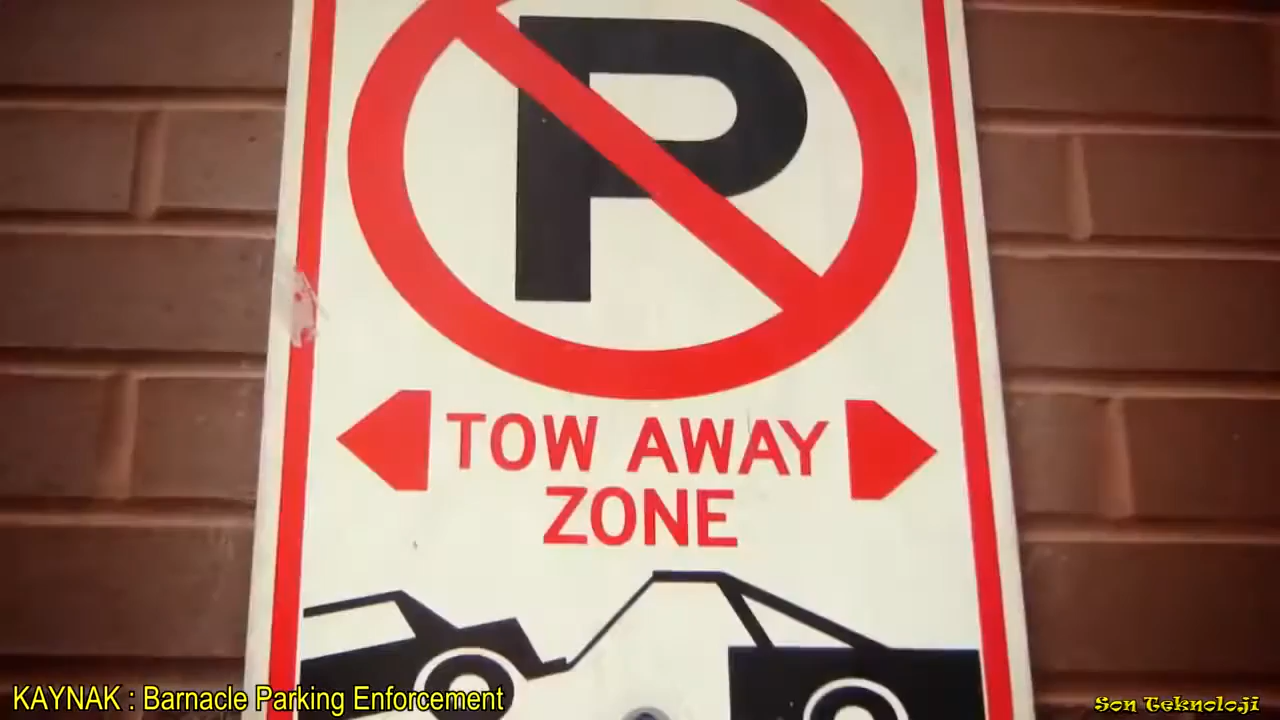 P
TOW AWAY
ZONE
KAYNAK : Barnacle Parking Enforcement
Son Teknoloji